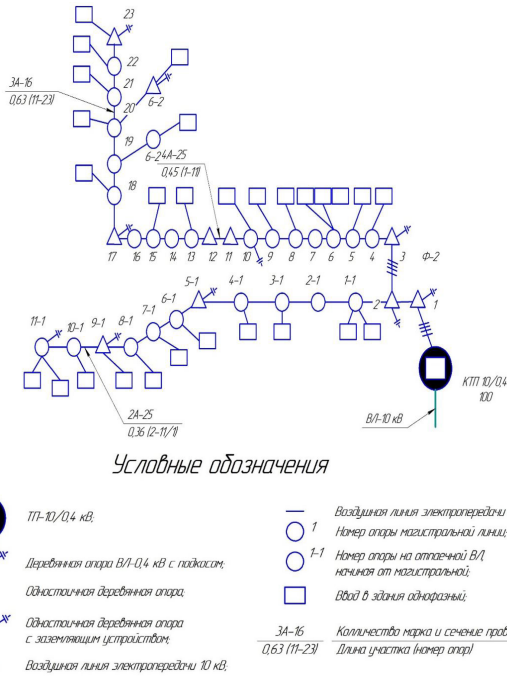 23
22
21
3А-16
0,63 (11-23)
20
6-2
19
6-2
4А-25
0,45 (1-11)
18
17
16
15
14
13
12
11
10
9
8
7
6
5
4
3
Ф-2
5-1
4-1
3-1
2-1
1-1
2
1
11-1
10-1
9-1
8-1
7-1
6-1
КТП 10/0,4
100
ВЛ-10 кВ
2А-25
0,36 (2-11/1)
Условные обозначения
ТП-10/0,4 кВ;
Деревянная опора ВЛ-0,4 кВ с подкосом;
Одностоичная деревянная опора;
Одностоичная деревянная опора
с заземляющим устройством;
Воздушная линия электропередачи 10 кВ;
Воздушная линия электропередачи
1
Номер опоры магистральной линии;
1-1
Номер опоры на отпаечной ВЛ,
начиная от магистральной;
Ввод в здания однофазный;
3А-16
Колличество марка и сечение пров
0,63 (11-23)
Длина участка (номер опор)